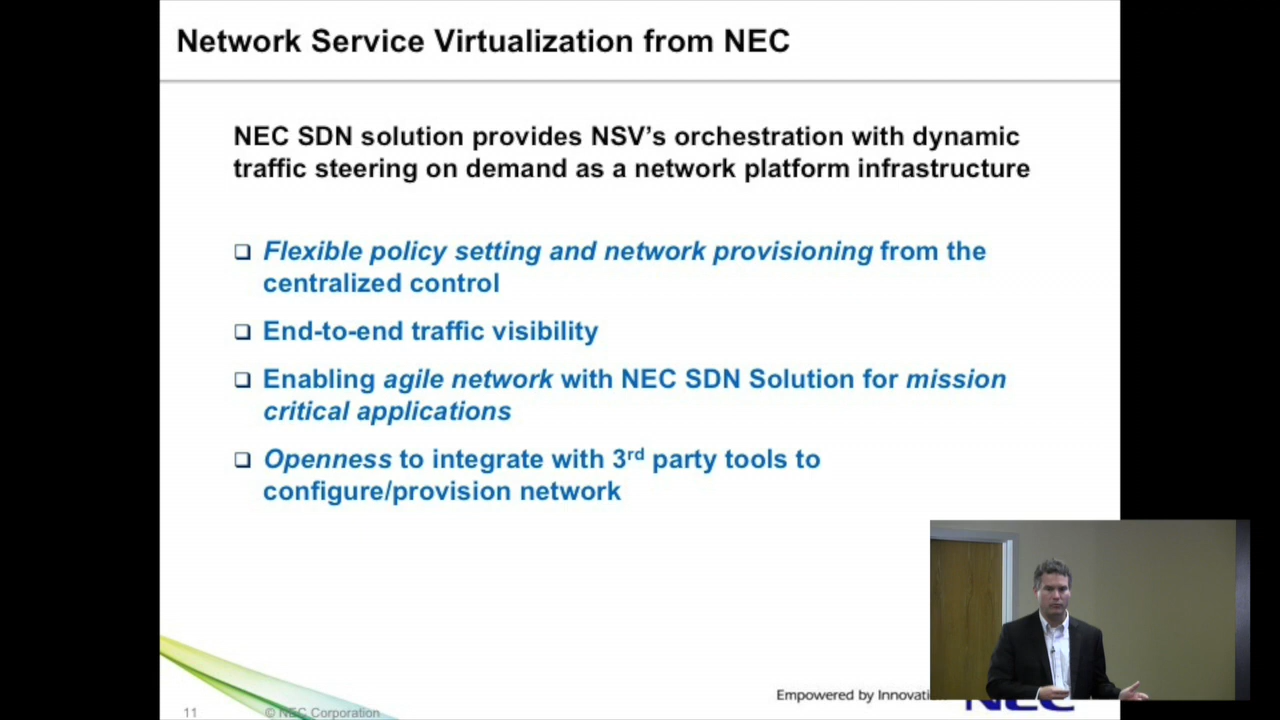 Network Service Virtualization from NEC
NEC SDN solution provides NSV's orchestration with dynamic
traffic steering on demand as a network platform infrastructure
Flexible policy setting and network provisioning from the
centralized control
End-to-end traffic visibility
Enabling agile network with NEC SDN Solution for mission
critical applications
Openness to integrate with 3rd party tools to
configure/provision network
Empowered by
NEC
11
© NEC Corporation